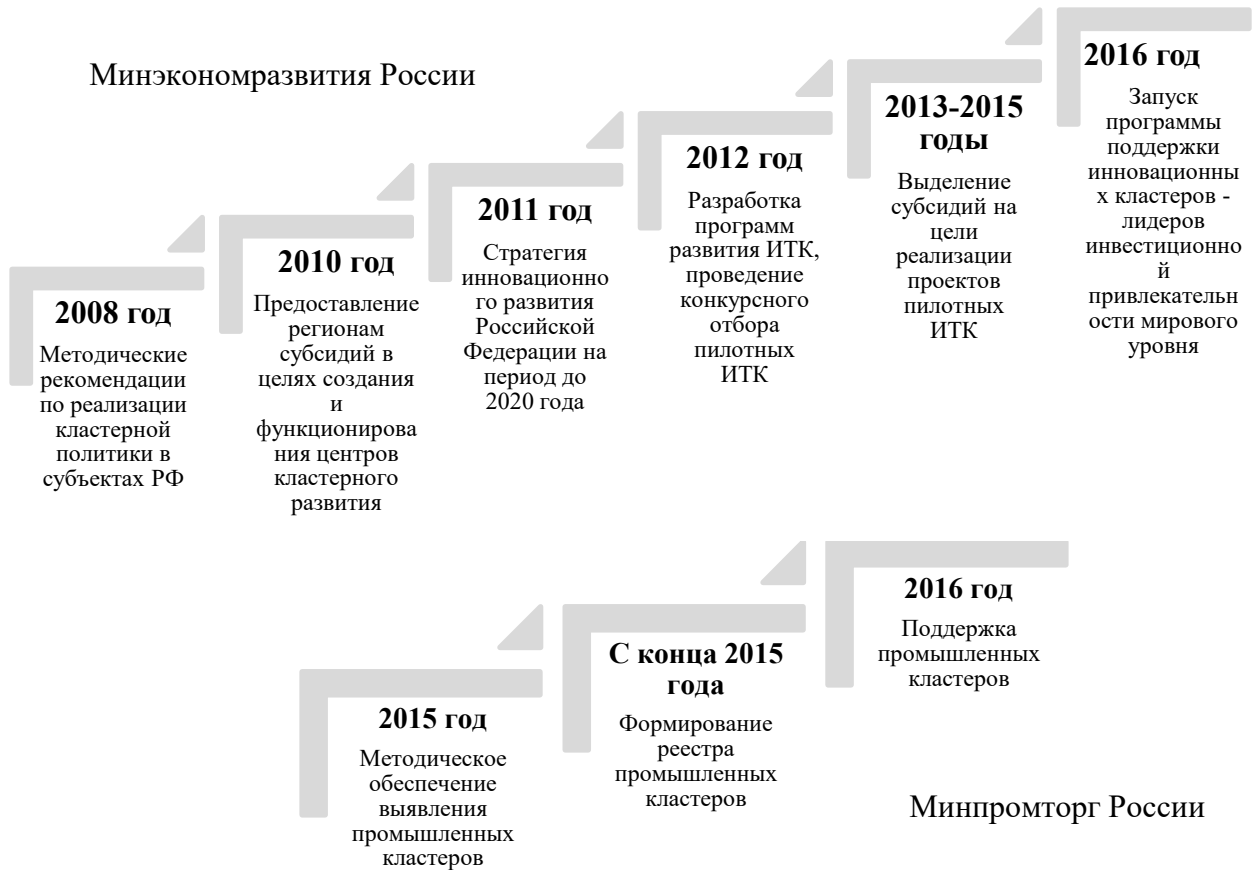 Минэкономразвития России
2008 год
Методические
рекомендации
по реализации
кластерной
политики в
субъектах РФ
2010 год
Предоставление
регионам
субсидий в
целях создания
и
функционирова
ния центров
кластерного
развития
2011 год
Стратегия
инновационно
го развития
Российской
Федерации на
период до
2020 года
2012 год
Разработка
программ
развития ИТК,
проведение
конкурсного
отбора
пилотных
ИТК
2013-2015
годы
Выделение
субсидий на
цели
реализации
проектов
пилотных
ИТК
2016 год
Запуск
программы
поддержки
инновационны
х кластеров -
лидеров
инвестиционно
й
привлекательн
ости мирового
уровня
2015 год
Методическое
обеспечение
выявления
промышленных
кластеров
С конца 2015
года
Формирование
реестра
промышленных
кластеров
2016 год
Поддержка
промышленных
кластеров
Минпромторг России